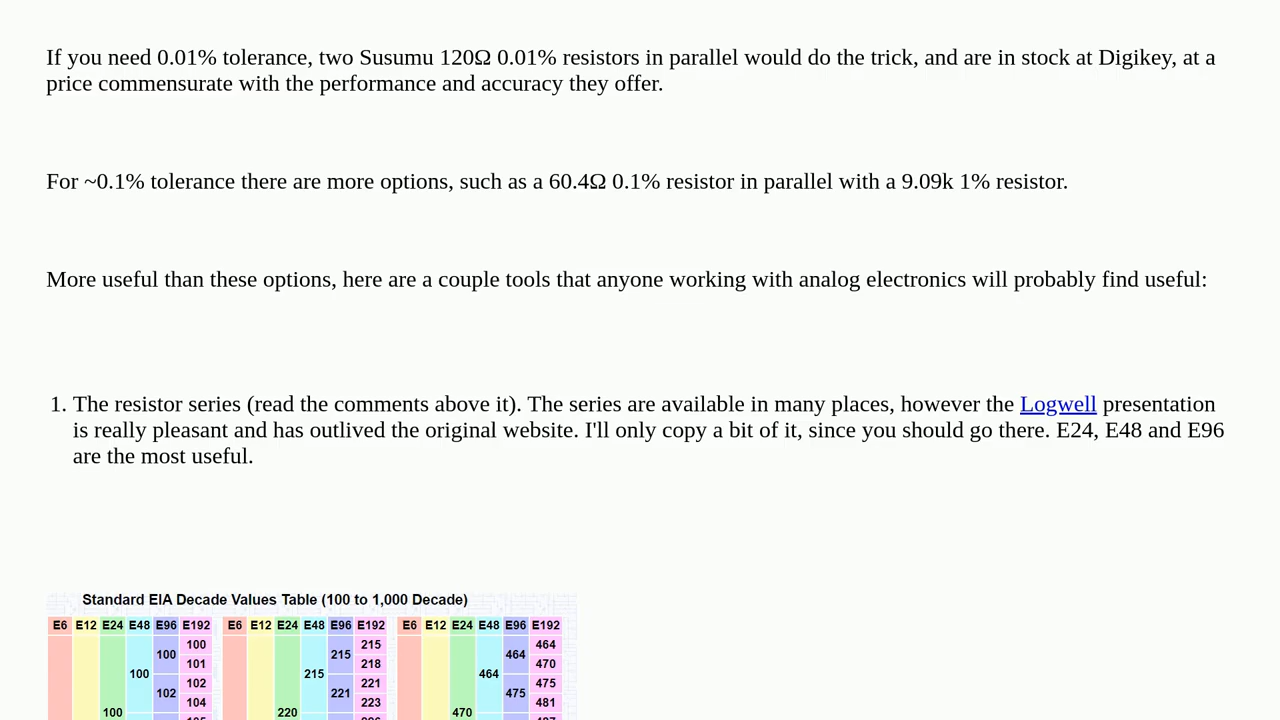 If you need 0.01% tolerance, two Susumu 120Ω 0.01% resistors in parallel would do the trick, and are in stock at Digikey, at a
price commensurate with the performance and accuracy they offer.
For ~0.1% tolerance there are more options, such as a 60.4Ω 0.1% resistor in parallel with a 9.09k 1% resistor.
More useful than these options, here are a couple tools that anyone working with analog electronics will probably find useful:
1. The resistor series (read the comments above it). The series are available in many places, however the Logwell presentation
is really pleasant and has outlived the original website. I'll only copy a bit of it, since you should go there. E24, E48 and E96
are the most useful.
Standard EIA Decade Values Table (100 to 1,000 Decade)
E6 E12 E24 E48 E96 E192 E6 E12 E24 E48 E96 E192 E6 E12 E24 E48 E96 E192
100 215 464
100 215 464
101 218 470
100 215 464
102 221 475
102 221 475
104 223 481
100 220 470